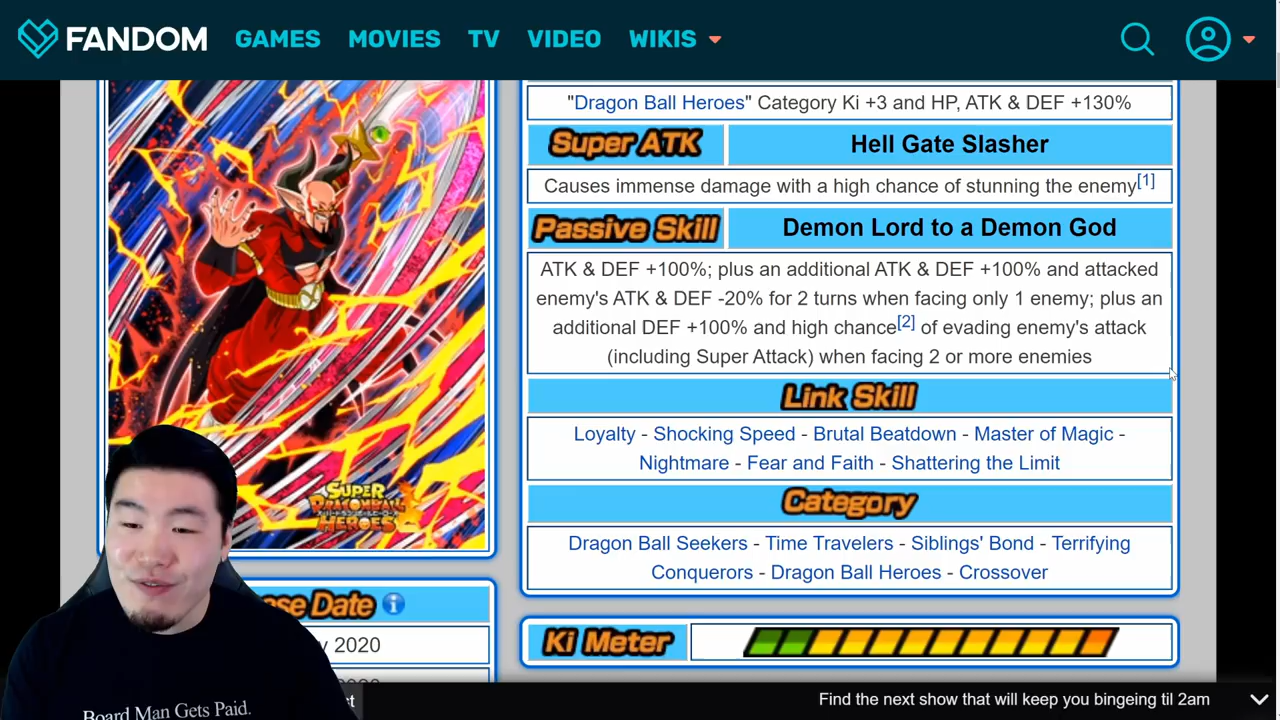 FANDOM GAMES MOVIES TV VIDEO WIKIS
"Dragon Ball Heroes" Category Ki +3 and HP, ATK & DEF +130%
Super ATK
Hell Gate Slasher
Causes immense damage with a high chance of stunning the enemy[1]
Passive Skill
Demon Lord to a Demon God
ATK & DEF +100%; plus an additional ATK & DEF +100% and attacked
enemy's ATK & DEF -20% for 2 turns when facing only 1 enemy; plus an
additional DEF +100% and high chance[2] of evading enemy's attack
(including Super Attack) when facing 2 or more enemies
Link Skill
Loyalty - Shocking Speed - Brutal Beatdown - Master of Magic -
Nightmare - Fear and Faith - Shattering the Limit
Category
Dragon Ball Seekers - Time Travelers - Siblings' Bond - Terrifying
Conquerors - Dragon Ball Heroes - Crossover
Ki Meter
SUPER
DRAGONBALL
HEROES
Date
2020
Board Man Gets Paid.
Find the next show that will keep you bingeing til 2am